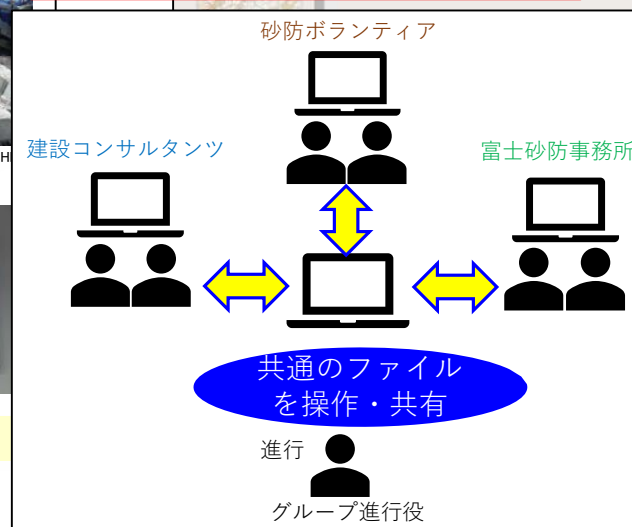 砂防ボランティア
建設コンサルタンツ
富士砂防事務所
共通のファイル
を操作・共有
進行
グループ進行役